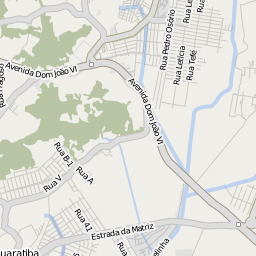 Rua Le
Rua Pedro Osório
Rua Letícia
Rua Tefé
Avenida Dom João VI
Avenida Dom João VI
Rua B-1
Rua A
Rua V
Rua 41
Estrada da Matriz
uaratiba